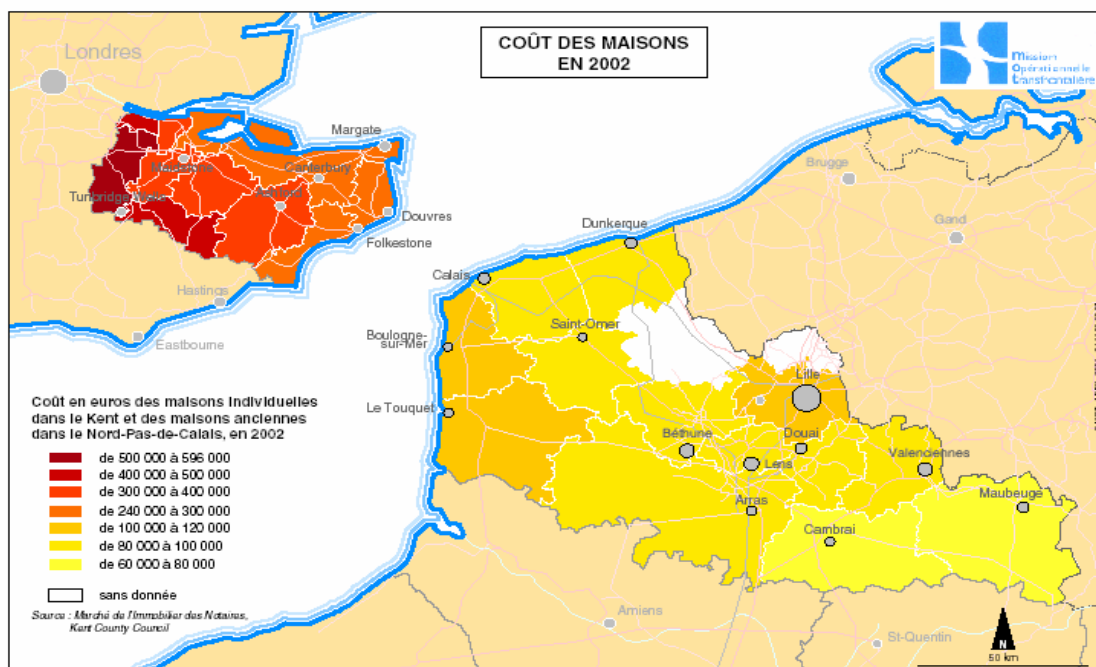 COÛT DES MAISONS
EN 2002
mission
Opérationnelle
transfrontalière
Londres
Margate
Maidstone
Canterbury
Ashford
Tunbridge Wells
Douvres
Folkestone
Hastings
Eastbourne
Brugge
Gand
Dunkerque
Calais
Boulogne-
sur-Mer
Saint-Omer
Lille
Le Touquet
Béthune
Douai
Lens
Valenciennes
Arras
Maubeuge
Cambrai
Amiens
St-Quentin
Coût en euros des maisons individuelles
dans le Kent et des maisons anciennes
dans le Nord-Pas-de-Calais, en 2002
de 500 000 à 596 000
de 400 000 à 500 000
de 300 000 à 400 000
de 240 000 à 300 000
de 100 000 à 120 000
de 80 000 à 100 000
de 60 000 à 80 000
sans donnée
Source : Marché de l'Immobilier des Notaires,
Kent County Council
N
50 km